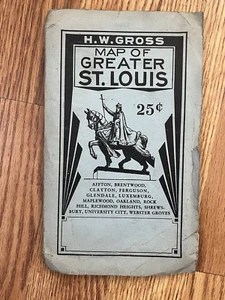 H.W. GROSS
MAP OF
GREATER
ST. LOUIS
25¢
AFFTON, BRENTWOOD,
CLAYTON, FERGUSON,
GLENDALE, LUXEMBURG,
MAPLEWOOD, OAKLAND, ROCK
HILL, RICHMOND HEIGHTS, SHREWS-
BURY, UNIVERSITY CITY, WEBSTER GROVES